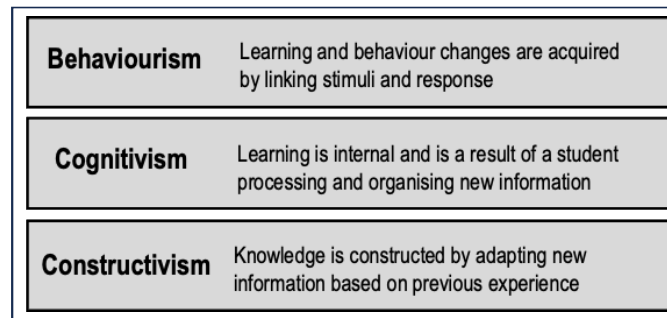 Behaviourism
Learning and behaviour changes are acquired
by linking stimuli and response
Cognitivism
Learning is internal and is a result of a student
processing and organising new information
Constructivism
Knowledge is constructed by adapting new
information based on previous experience